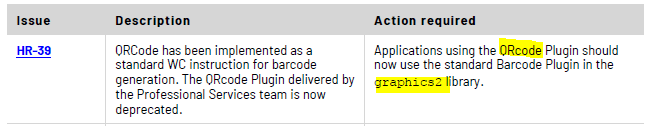 Issue Description Action required
HR-39 QRCode has been implemented as a Applications using the QRcode Plugin should
standard WC instruction for barcode now use the standard Barcode Plugin in the
generation. The QRcode Plugin delivered by graphics2 library.
the Professional Services team is now
deprecated.